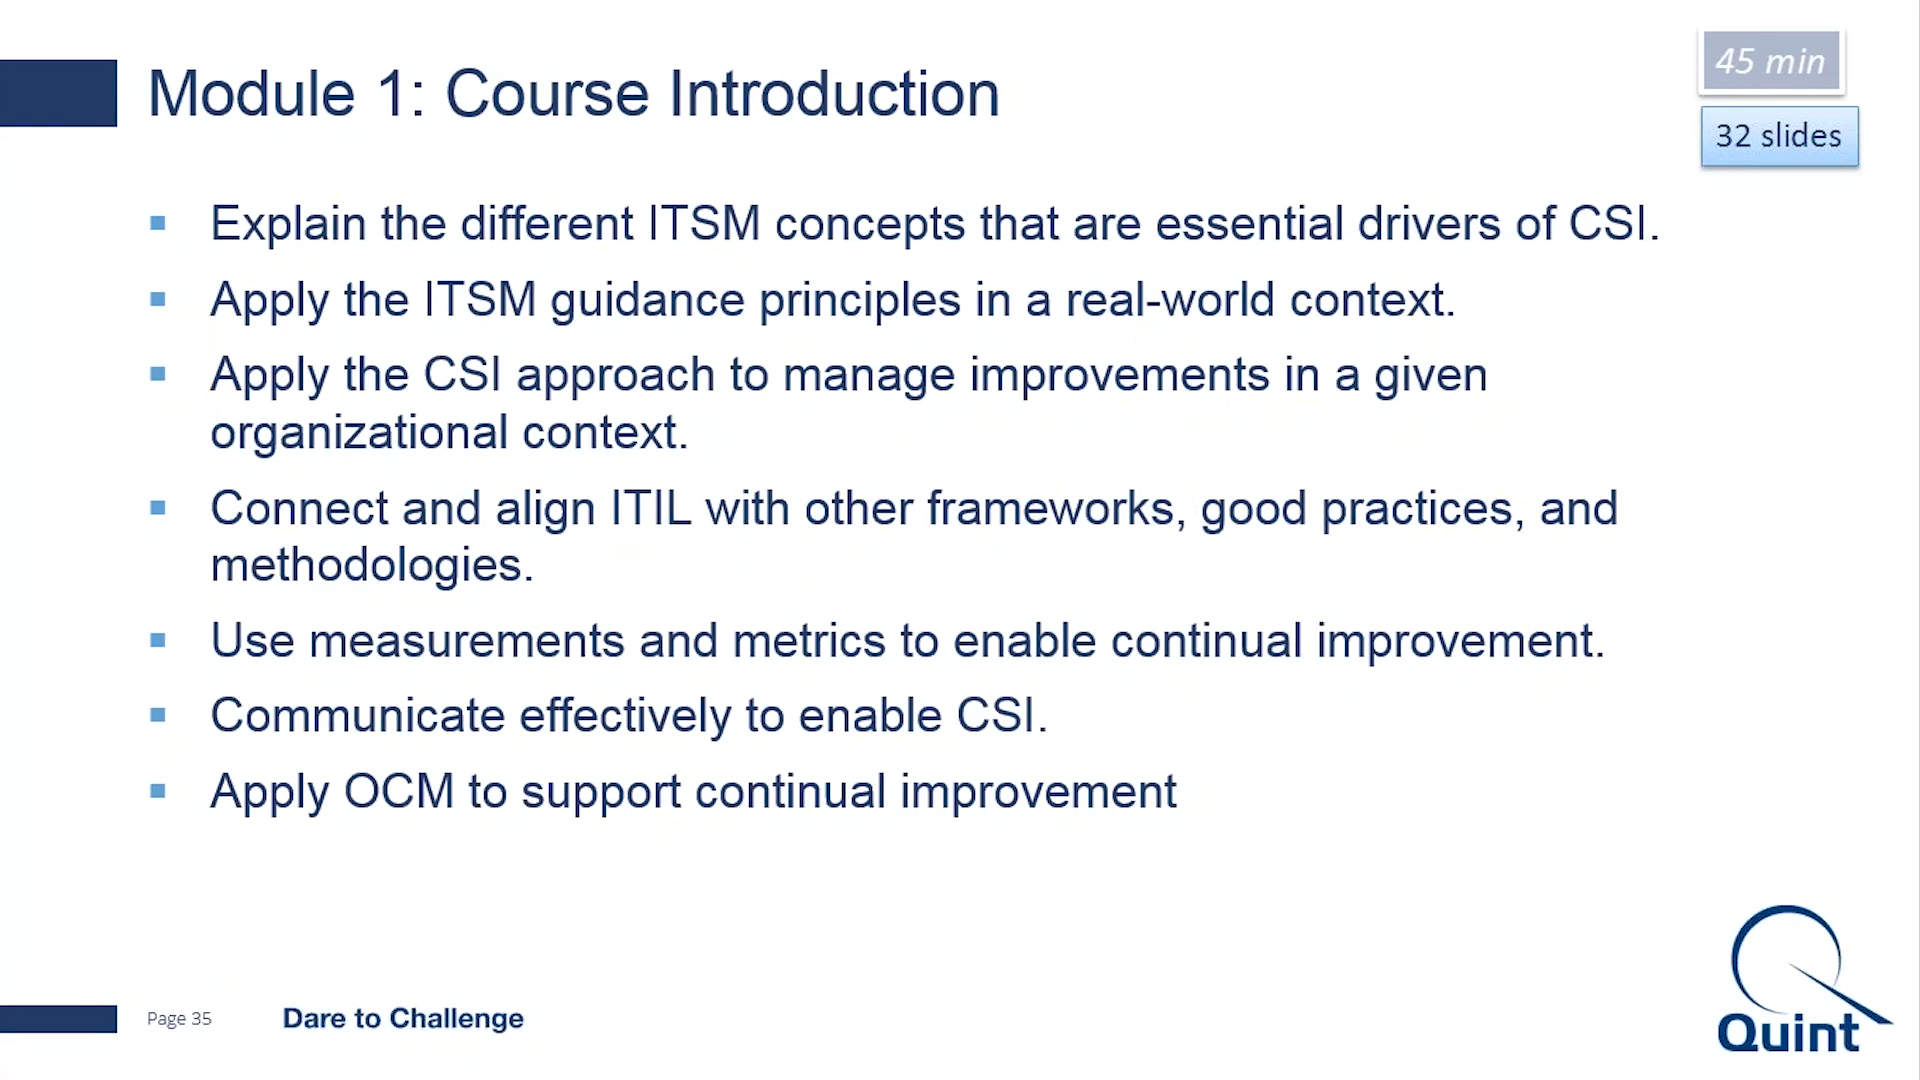 Module 1: Course Introduction
45 min
32 slides
Explain the different ITSM concepts that are essential drivers of CSI.
Apply the ITSM guidance principles in a real-world context.
Apply the CSI approach to manage improvements in a given
organizational context.
Connect and align ITIL with other frameworks, good practices, and
methodologies.
Use measurements and metrics to enable continual improvement.
Communicate effectively to enable CSI.
Apply OCM to support continual improvement
Page 35
Dare to Challenge
Quint